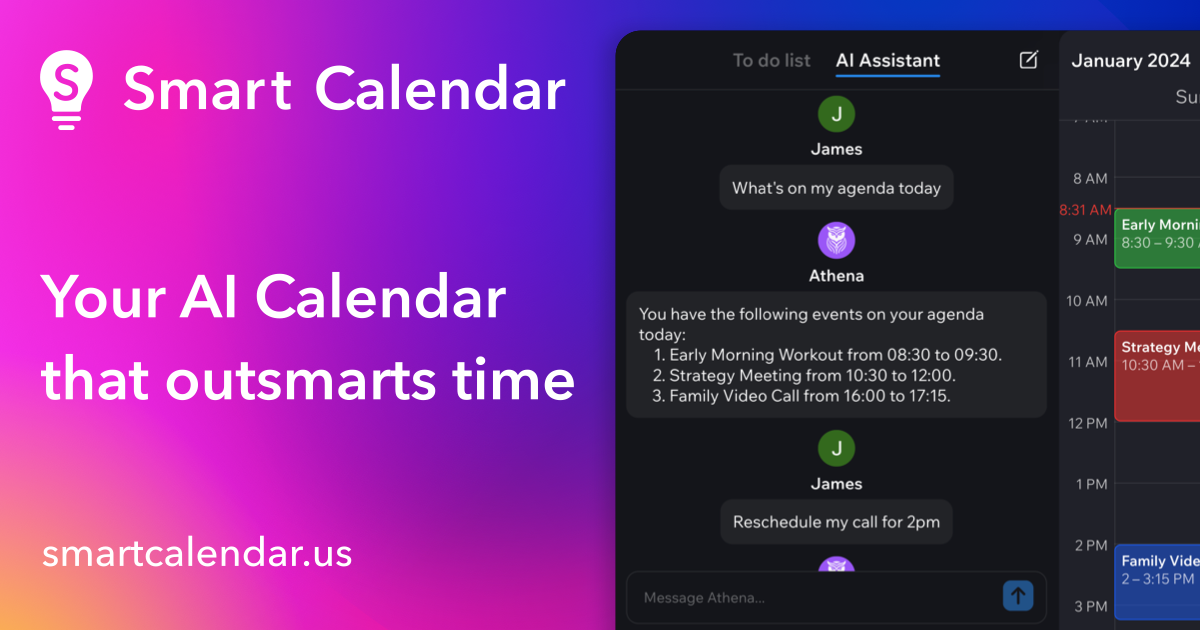 S
Smart Calendar
Your AI Calendar
that outsmarts time
smartcalendar.us
To do list
AI Assistant
J
James
What's on my agenda today
Athena
You have the following events on your agenda
today:
1. Early Morning Workout from 08:30 to 09:30.
2. Strategy Meeting from 10:30 to 12:00.
3. Family Video Call from 16:00 to 17:15.
J
James
Reschedule my call for 2pm
Message Athena...
January 2024
Su
8 AM
8:31 AM
Early Morni
8:30 – 9:30
9 AM
10 AM
Strategy Me
10:30 AM –
11 AM
12 PM
1 PM
2 PM
Family Vide
2 – 3:15 PM
3 PM